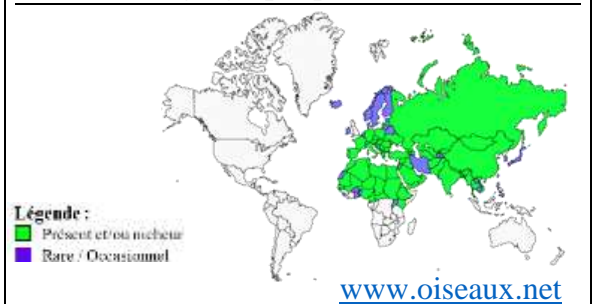 Légende :
Présent et/ou nicheur
Rare / Occasionnel
www.oiseaux.net